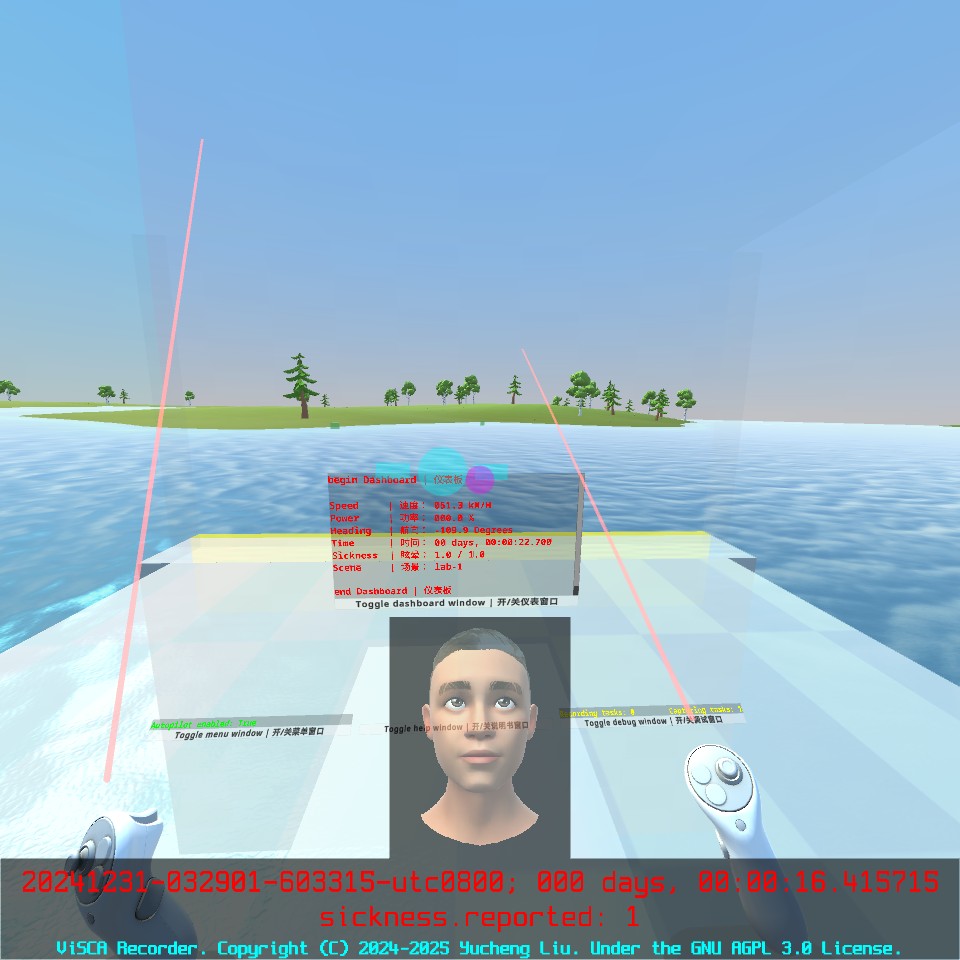 begin Dashboard | 仪表板
Speed | 速度： 051.3 kM/H
Power | 功率： 000.0 %
Heading | 航向： -109.9 Degrees
Time | 时间： 00 days, 00:00:22.700
Sickness | 眩晕： 1.0 / 1.0
Scene | 场景： lab-1
end Dashboard | 仪表板
Toggle dashboard window | 开/关仪表窗口
Autopilot enabled: True
Toggle menu window | 开/关菜单窗口
Toggle help window | 开/关说明书窗口
tasks: 0 Capturing tasks: 1
Toggle debug window | 开/关调试窗口
20241231-032901-603315-utc0800; 000 days, 00:00:16.415715
sickness.reported: 1
ViSCA Recorder. Copyright (C) 2024-2025 Yucheng Liu. Under the GNU AGPL 3.0 License.